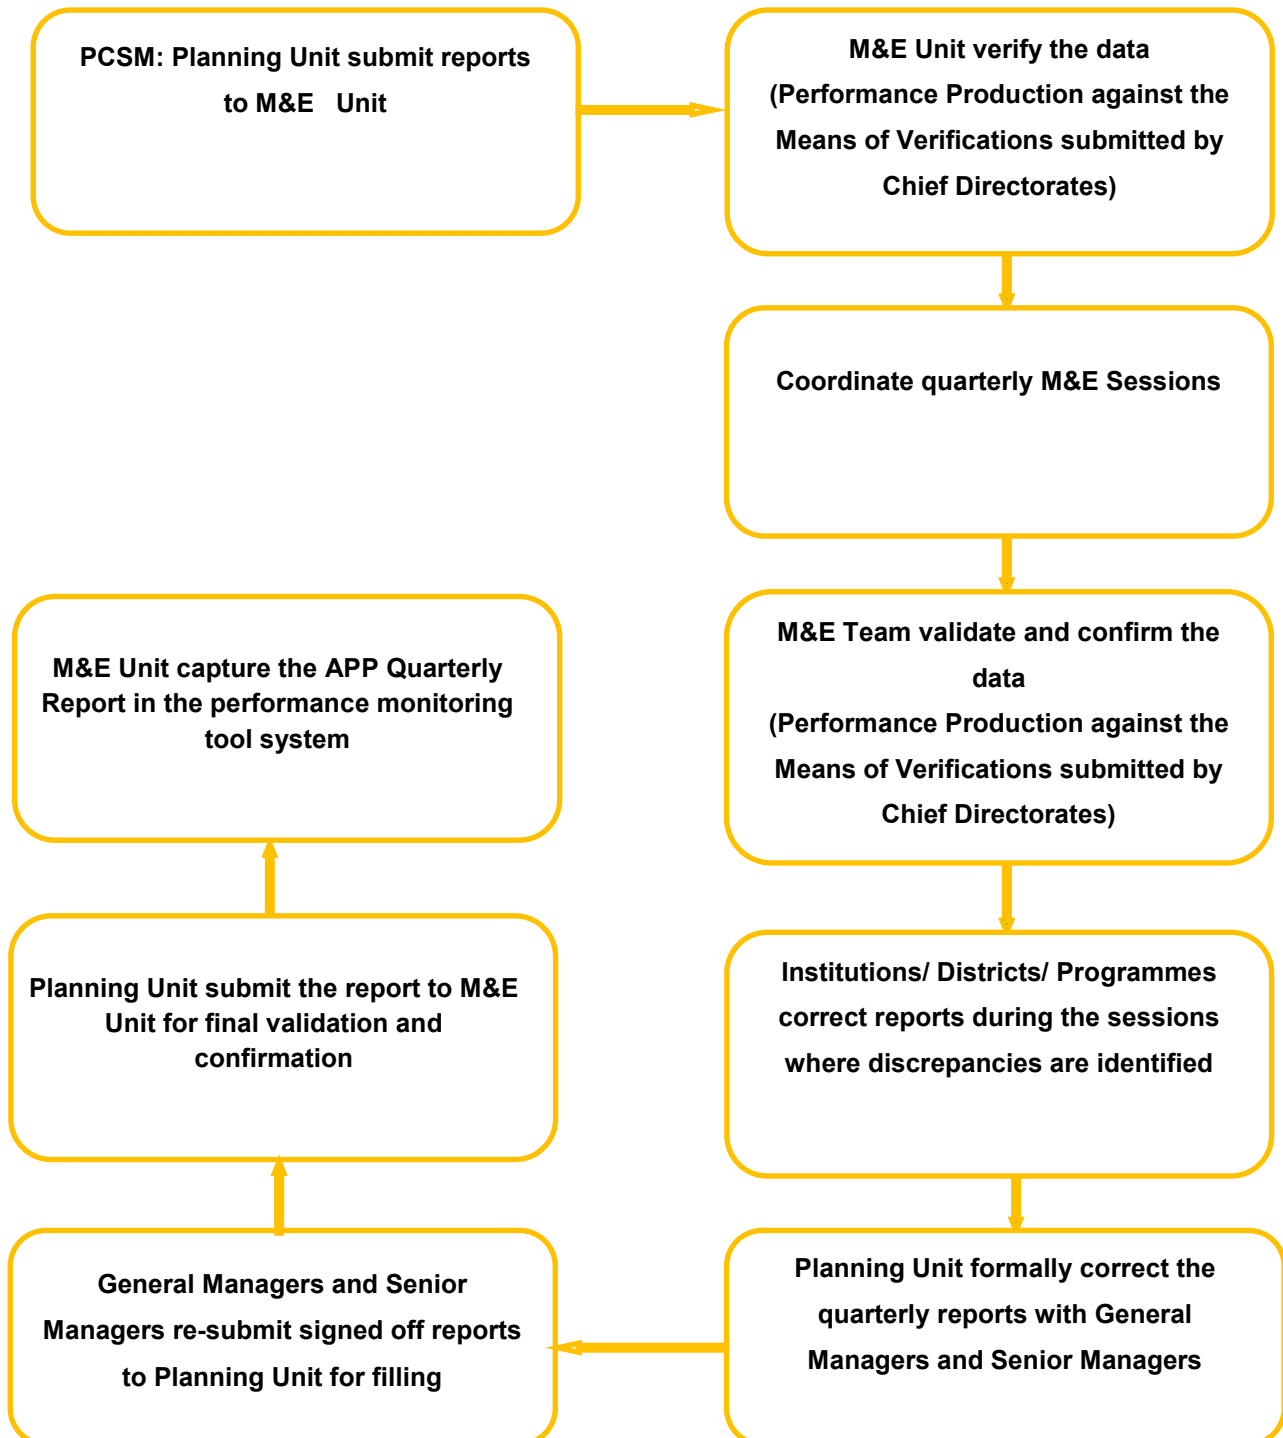 PCSM: Planning Unit submit reports
to M&E Unit
M&E Unit verify the data
(Performance Production against the
Means of Verifications submitted by
Chief Directorates)
Coordinate quarterly M&E Sessions
M&E Team validate and confirm the
data
(Performance Production against the
Means of Verifications submitted by
Chief Directorates)
Institutions/ Districts/ Programmes
correct reports during the sessions
where discrepancies are identified
Planning Unit formally correct the
quarterly reports with General
Managers and Senior Managers
General Managers and Senior
Managers re-submit signed off reports
to Planning Unit for filling
Planning Unit submit the report to M&E
Unit for final validation and
confirmation
M&E Unit capture the APP Quarterly
Report in the performance monitoring
tool system